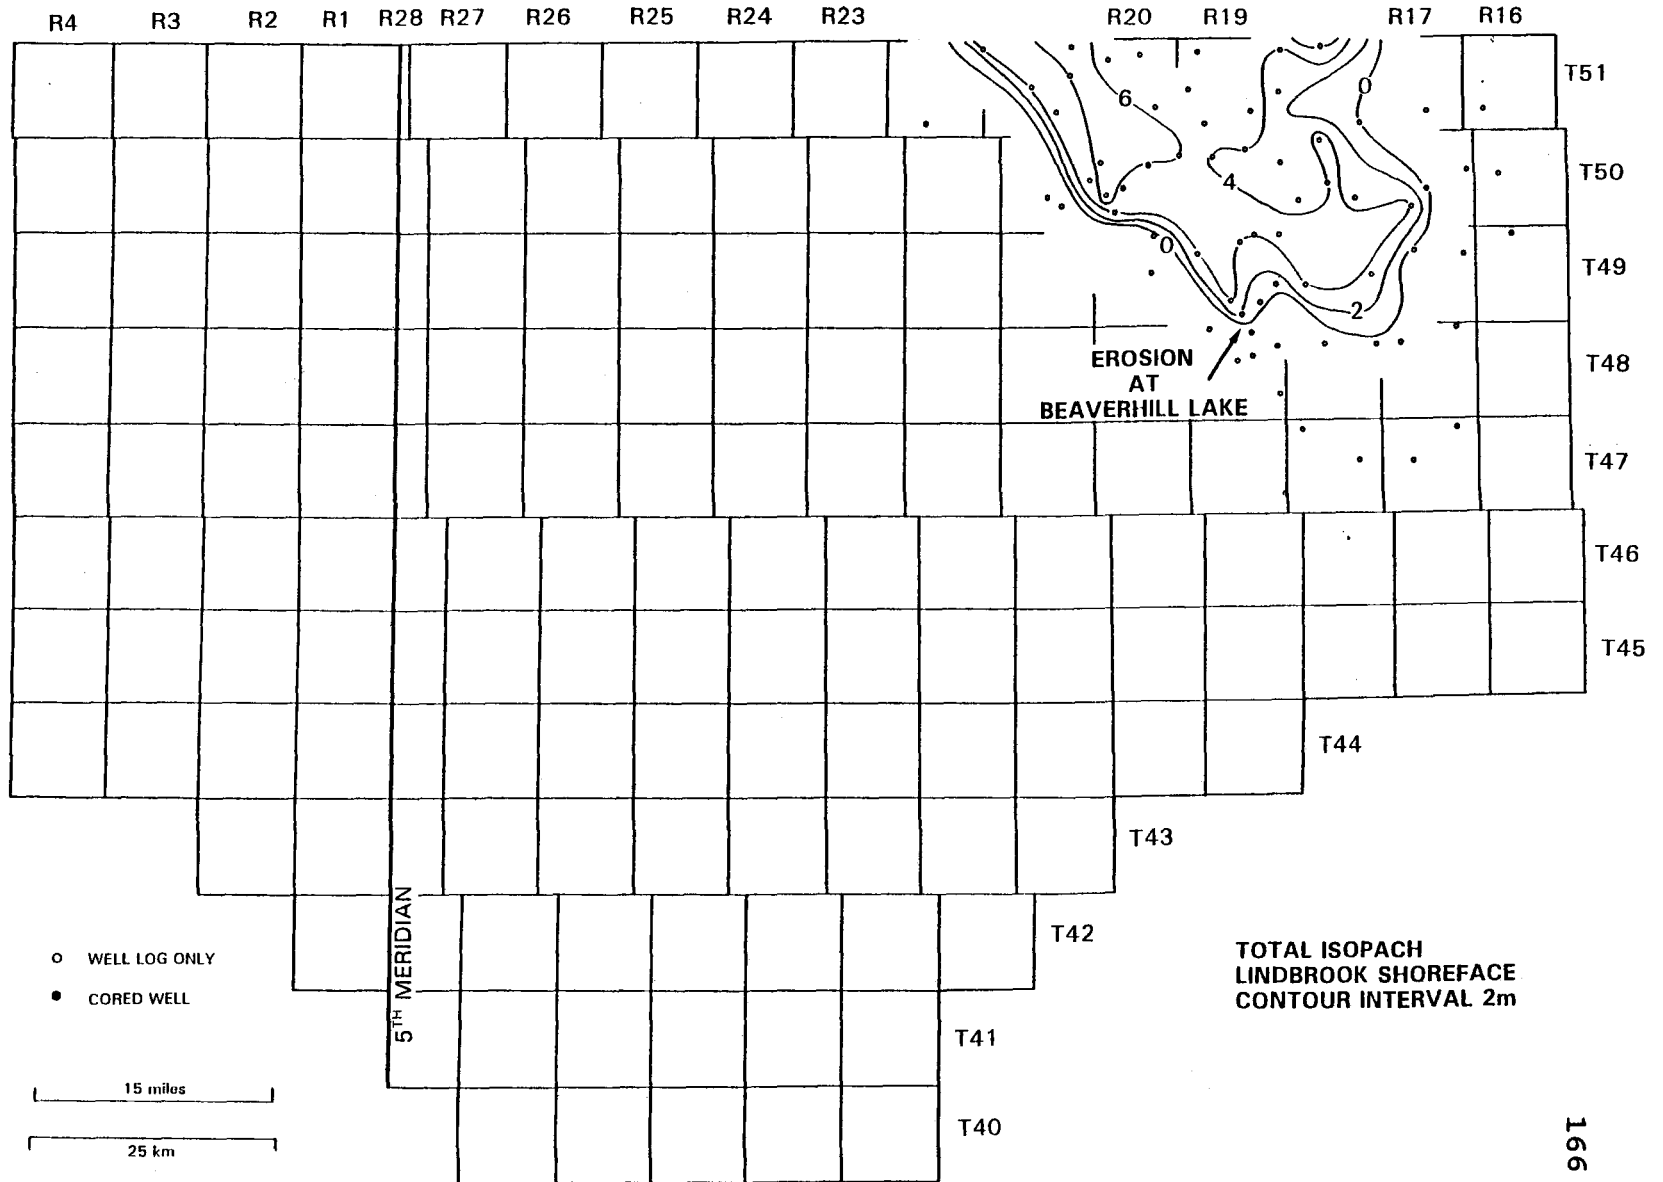 R4 R3 R2 R1 R28 R27 R26 R25 R24 R23 R20 R19 R17 R16
T51
6
0
T50
4
0
T49
2
EROSION
AT
BEAVERHILL LAKE
T48
T47
T46
T45
T44
T43
T42
T41
T40
5TH MERIDIAN
WELL LOG ONLY
CORED WELL
15 miles
25 km
TOTAL ISOPACH
LINDBROOK SHOREFACE
CONTOUR INTERVAL 2m
166